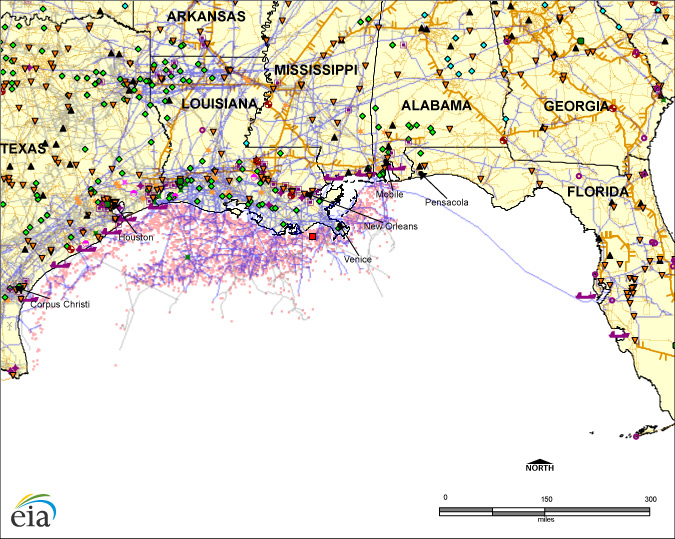 ARKANSAS
MISSISSIPPI
LOUISIANA
ALABAMA
GEORGIA
TEXAS
FLORIDA
Mobile
Pensacola
New Orleans
Houston
Venice
Corpus Christi
NORTH
0 150 300
miles
eia